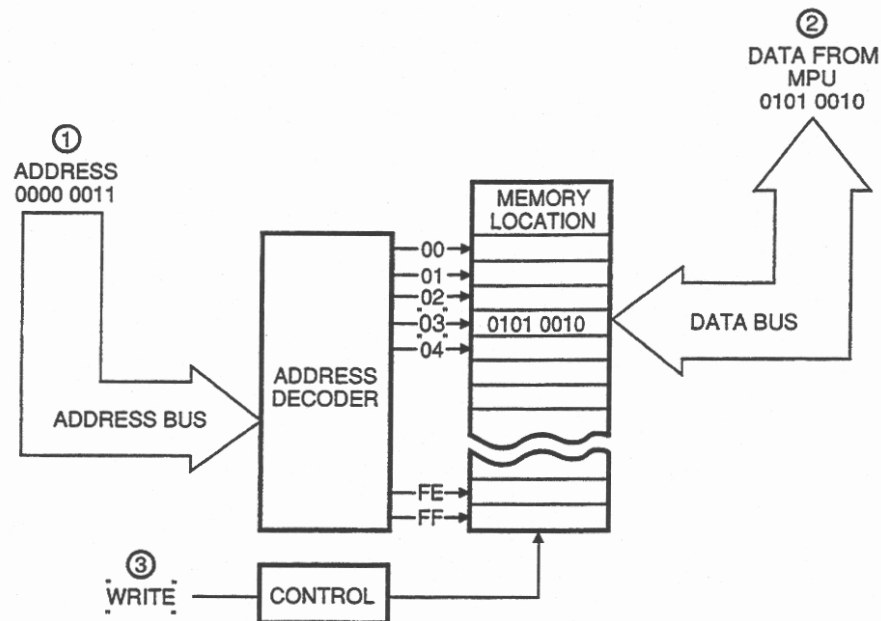 ①
ADDRESS
0000 0011
②
DATA FROM
MPU
0101 0010
MEMORY
LOCATION
00
01
02
03
04
0101 0010
ADDRESS
DECODER
ADDRESS BUS
DATA BUS
FE
FF
③
WRITE
CONTROL